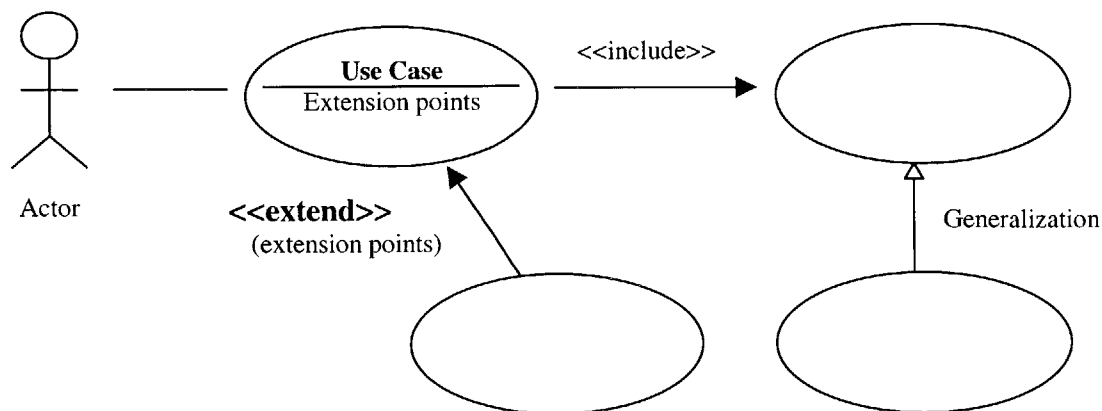 <<include>>
Use Case
Extension points
Actor
<<extend>>
(extension points)
Generalization